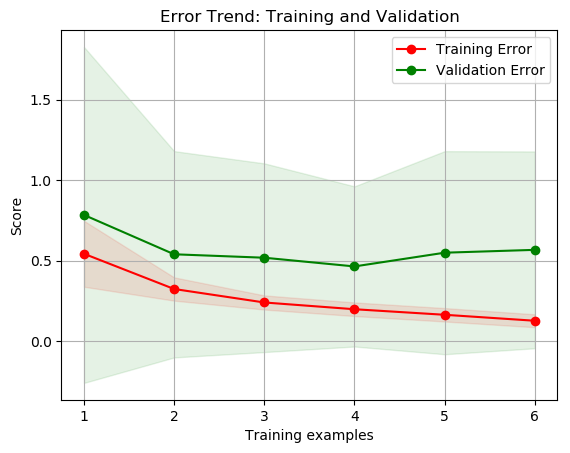 Error Trend: Training and Validation
Training Error
Validation Error
1.5
1.0
0.5
0.0
Score
1 2 3 4 5 6
Training examples